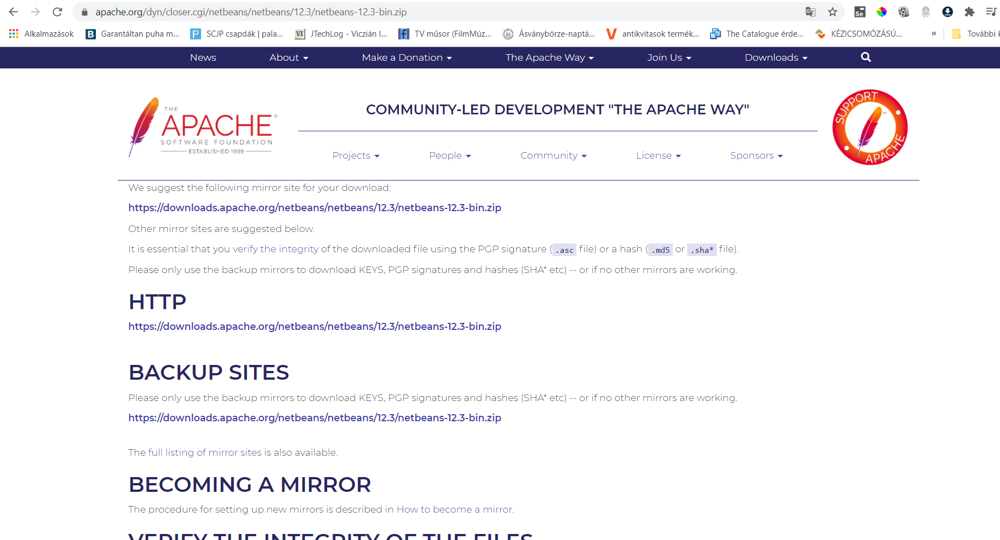 apache.org/dyn/closer.cgi/netbeans/netbeans/12.3/netbeans-12.3-bin.zip
Alkalmazások Garantáltan puha m... SCJP csapdák | pala... JTechLog - Viczián I... TV műsor (FilmMúz... Ásványbörze-naptá... antikvitasok termék... The Catalogue érde... KÉZICSOMÓZÁSÚ... » További
News About Make a Donation The Apache Way Join Us Downloads
THE
APACHE®
SOFTWARE FOUNDATION
ESTABLISHED 1999
COMMUNITY-LED DEVELOPMENT "THE APACHE WAY"
SUPPORT APACHE
Projects People Community License Sponsors
We suggest the following mirror site for your download:
https://downloads.apache.org/netbeans/netbeans/12.3/netbeans-12.3-bin.zip
Other mirror sites are suggested below.
It is essential that you verify the integrity of the downloaded file using the PGP signature ( .asc file) or a hash ( .md5 or .sha* file).
Please only use the backup mirrors to download KEYS, PGP signatures and hashes (SHA* etc) -- or if no other mirrors are working.
HTTP
https://downloads.apache.org/netbeans/netbeans/12.3/netbeans-12.3-bin.zip
BACKUP SITES
Please only use the backup mirrors to download KEYS, PGP signatures and hashes (SHA* etc) -- or if no other mirrors are working.
https://downloads.apache.org/netbeans/netbeans/12.3/netbeans-12.3-bin.zip
The full listing of mirror sites is also available.
BECOMING A MIRROR
The procedure for setting up new mirrors is described in How to become a mirror.
VERIFY THE INTEGRITY OF THE FILES